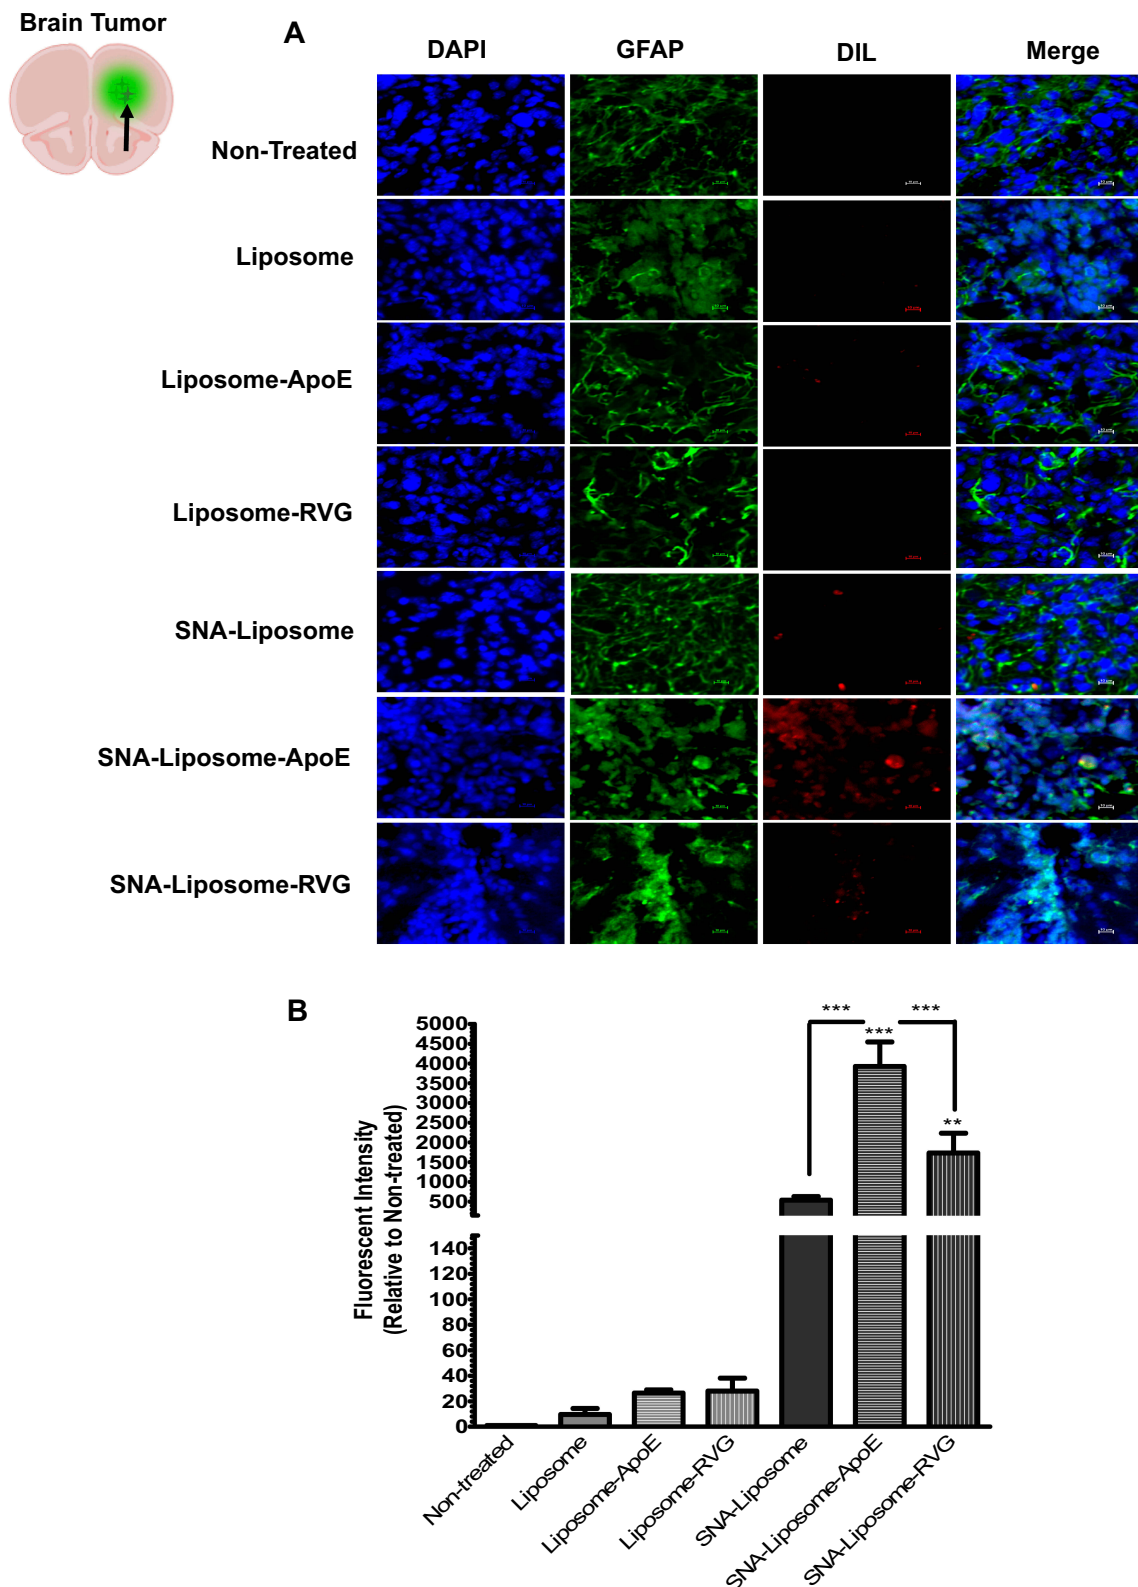 Brain Tumor
A
DAPI GFAP DIL Merge
Non-Treated
Liposome
Liposome-ApoE
Liposome-RVG
SNA-Liposome
SNA-Liposome-ApoE
SNA-Liposome-RVG
B
*** ***
***
**
Fluorescent Intensity
(Relative to Non-treated)
5000
4500
4000
3500
3000
2500
2000
1500
1000
500
140
120
100
80
60
40
20
0
Non-treated
Liposome
Liposome-ApoE
Liposome-RVG
SNA-Liposome
SNA-Liposome-ApoE
SNA-Liposome-RVG